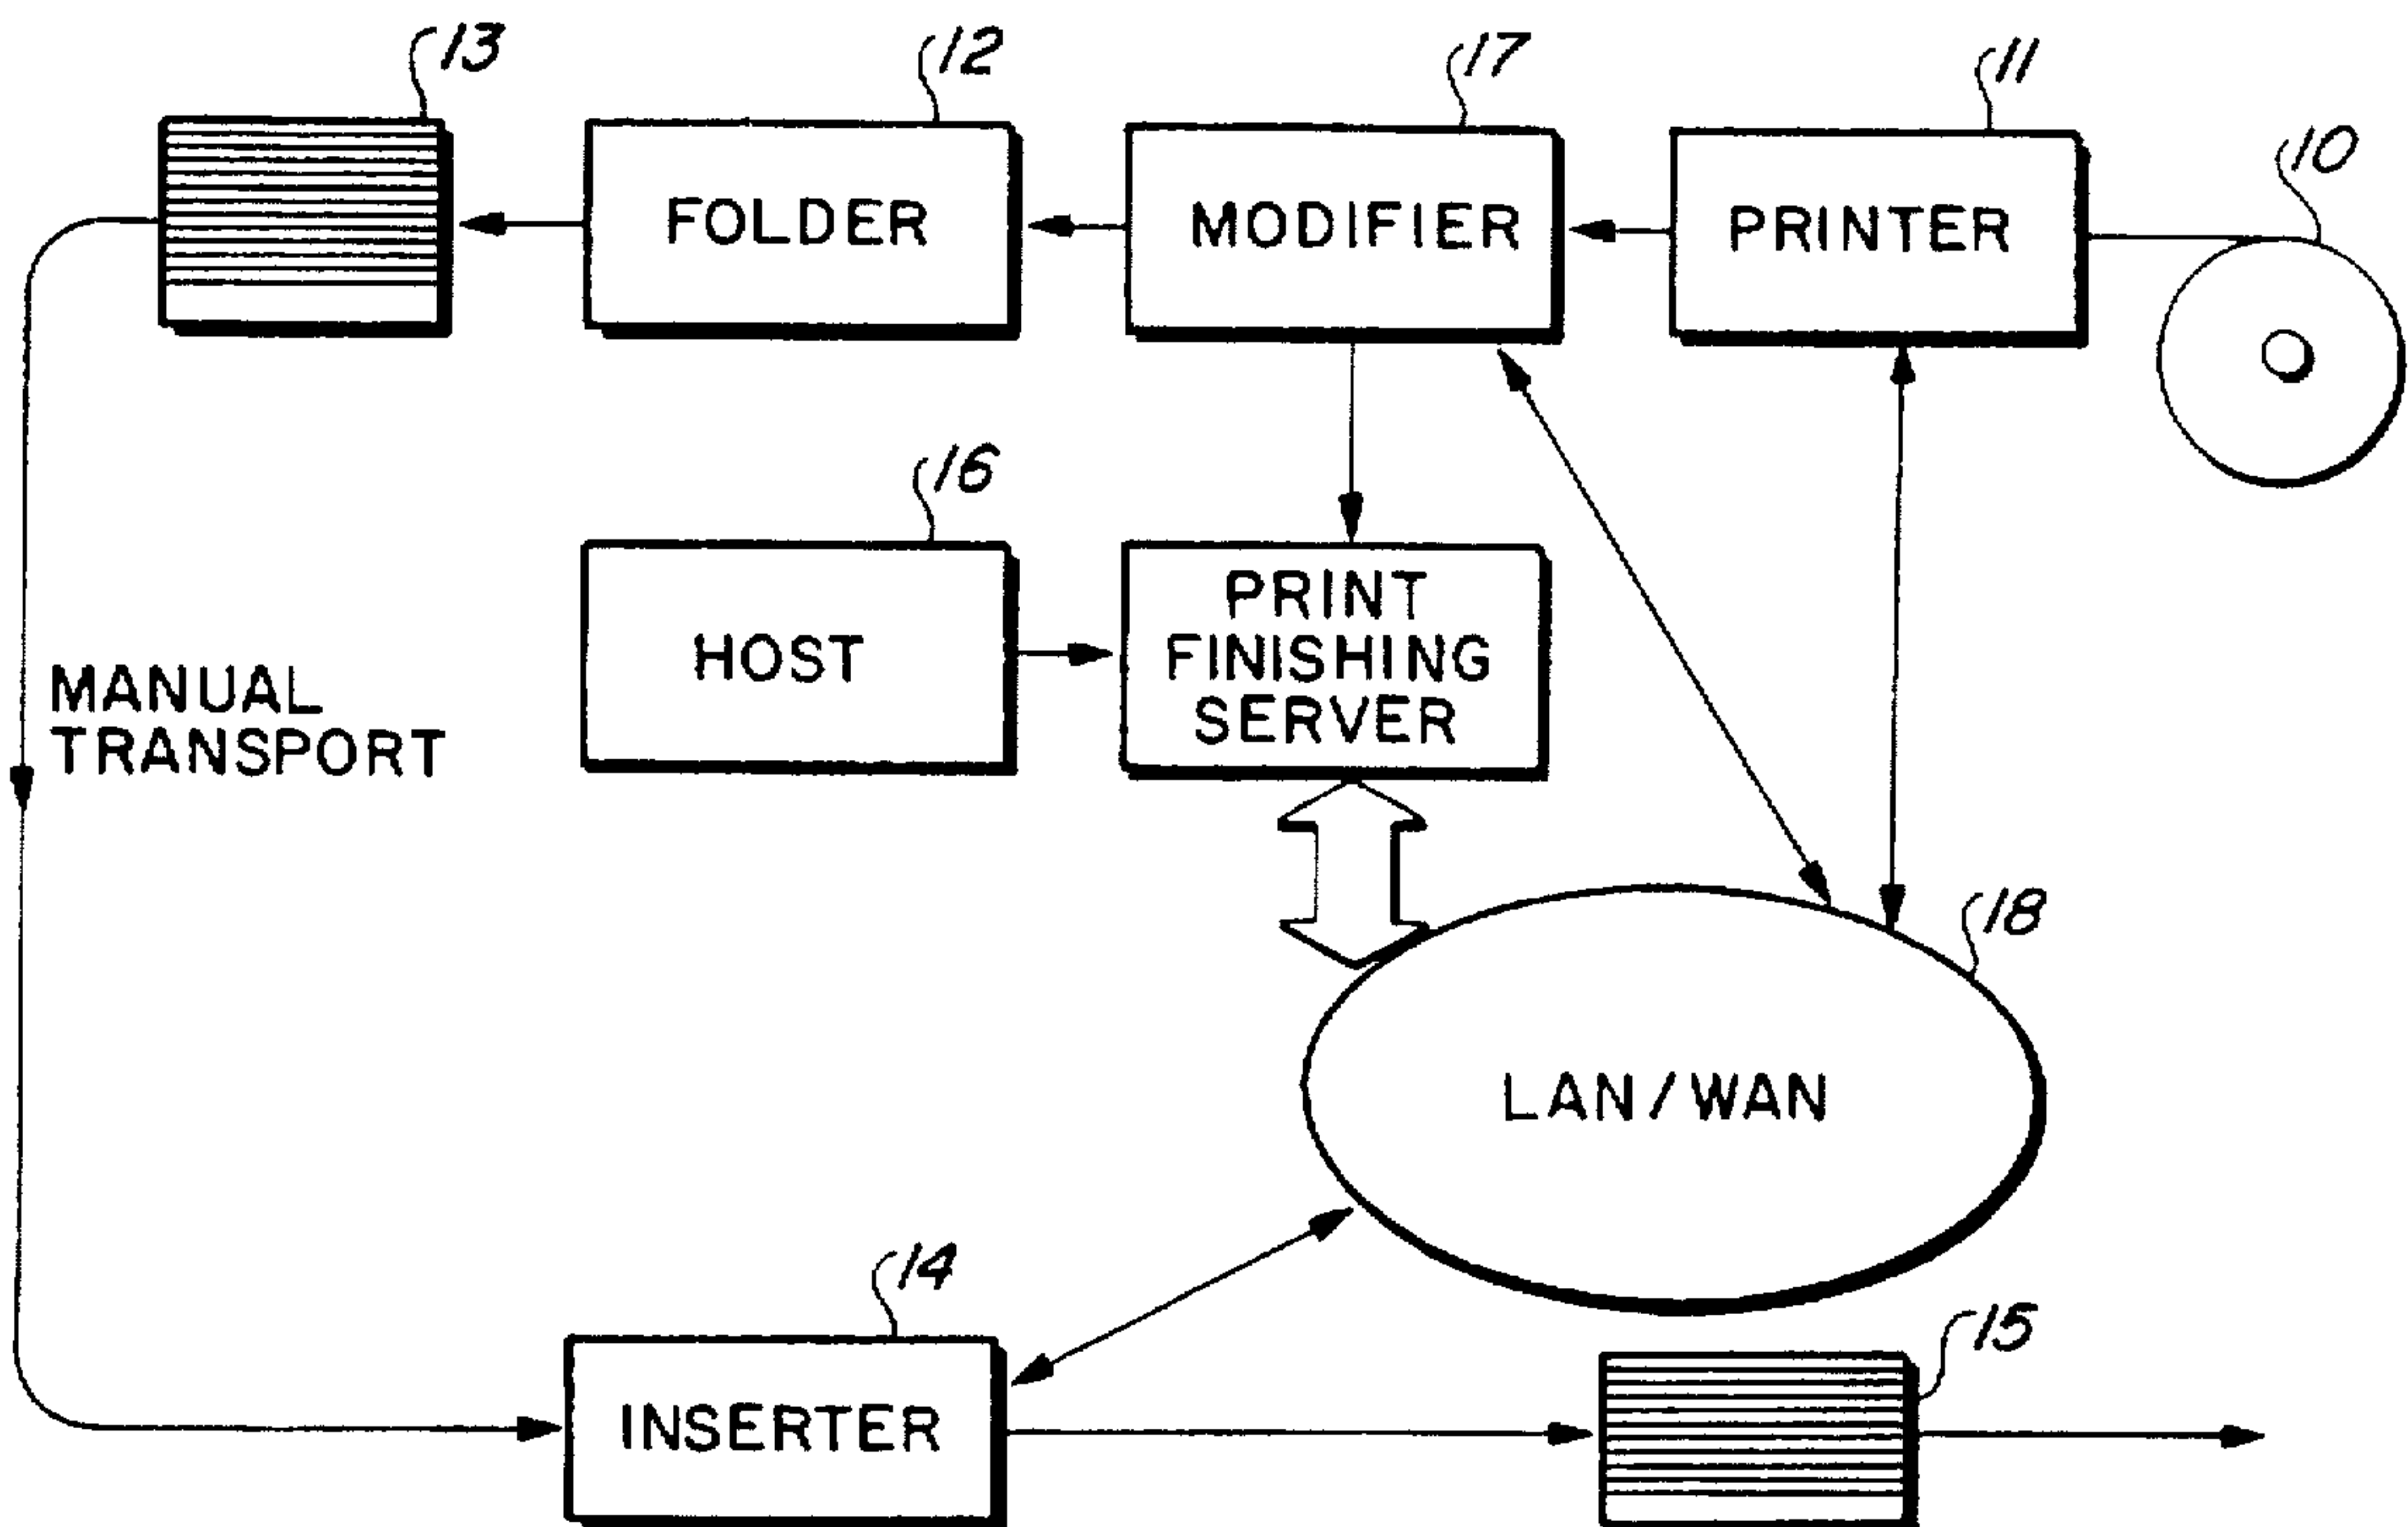 13
12
17
11
10
FOLDER
MODIFIER
PRINTER
16
HOST
PRINT
FINISHING
SERVER
MANUAL
TRANSPORT
18
LAN/WAN
14
15
INSERTER